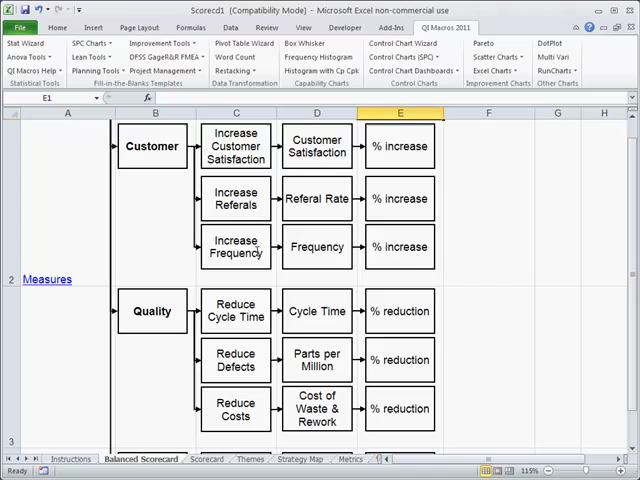 Scorecd1 [Compatibility Mode] - Microsoft Excel non-commercial use
File Home Insert Page Layout Formulas Data Review View Developer Add-Ins QI Macros 2011
Stat Wizard SPC Charts Improvement Tools Pivot Table Wizard Box Whisker Control Chart Wizard Pareto DotPlot
Anova Tools Lean Tools DFSS GageR&R FMEA Word Count Frequency Histogram Control Charts (SPC) Scatter Charts Multi Vari
QI Macros Help Planning Tools Project Management Restacking Histogram with Cp Cpk Control Chart Dashboards Excel Charts RunFrequency
Statistical Tools Fill-in-the-Blanks Templates Data Transformation Capability Charts Control Charts Other Charts
E1 fx
A B C D E F G H
Customer
Increase
Customer
Satisfaction
Customer
Satisfaction
% increase
Increase
Referals
Referal Rate
% increase
Increase
Frequency
Frequency
% increase
2
Measures
Quality
Reduce
Cycle Time
Cycle Time
% reduction
Reduce
Defects
Parts per
Million
% reduction
Reduce
Costs
Cost of
Waste &
Rework
% reduction
3
Instructions Balanced Scorecard Scorecard Themes Strategy Map Metrics
Ready 115%